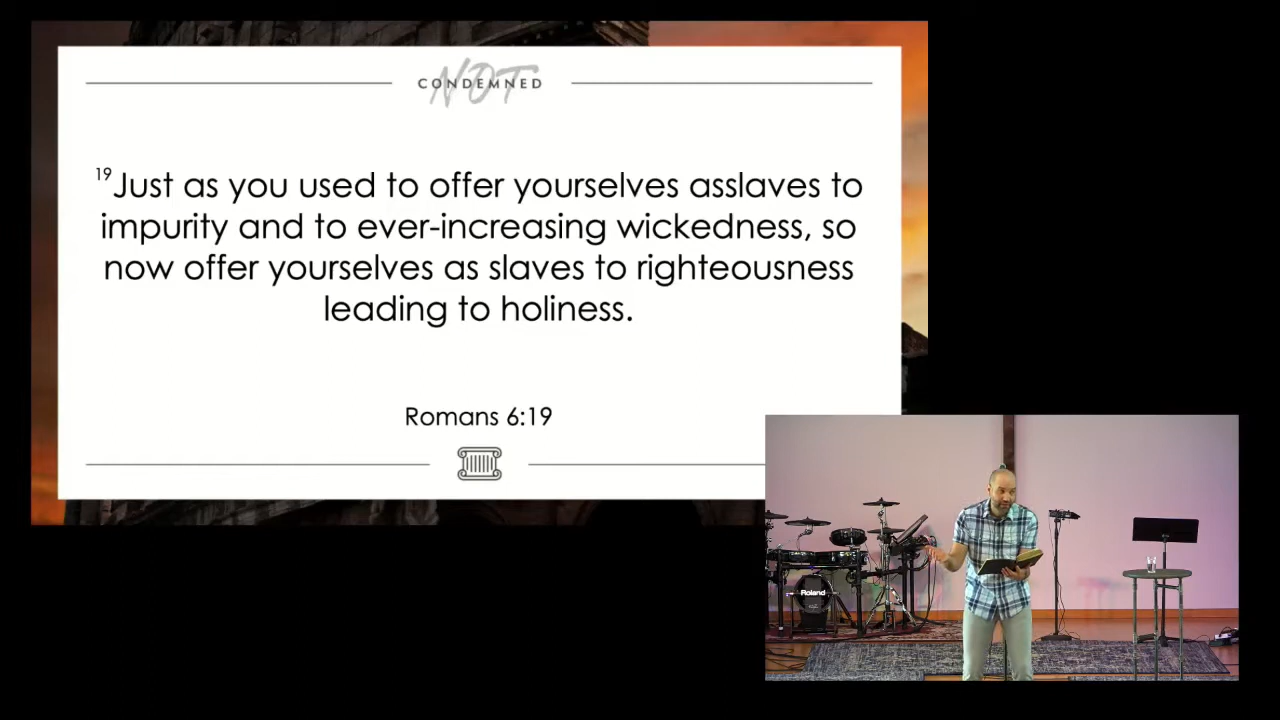 NOT
CONDEMNED
19Just as you used to offer yourselves asslaves to
impurity and to ever-increasing wickedness, so
now offer yourselves as slaves to righteousness
leading to holiness.
Romans 6:19
Roland